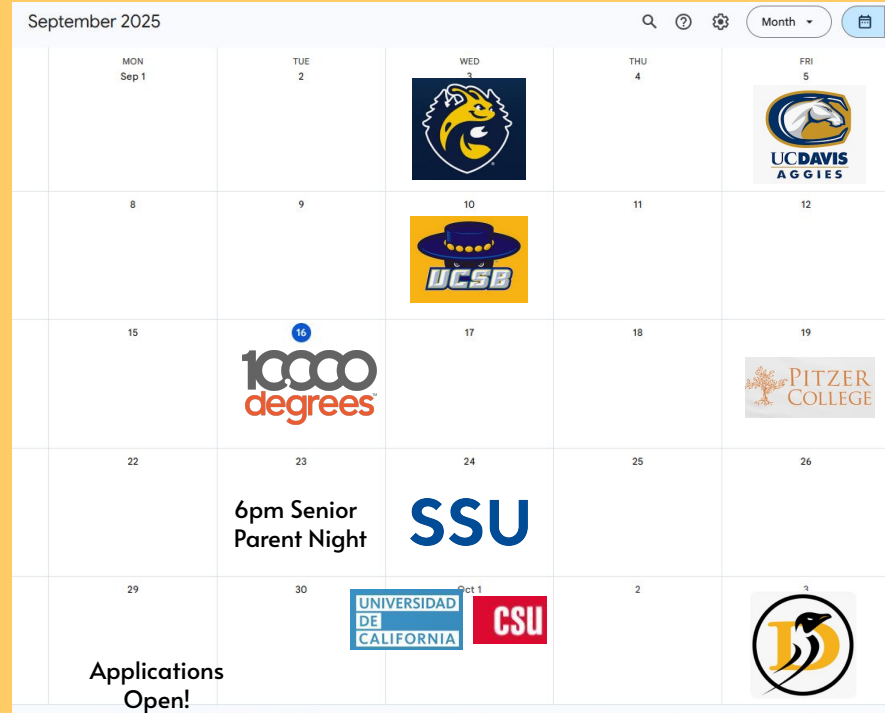 September 2025
Month
MON
TUE
WED
THU
FRI
Sep 1
2
3
4
5
UCDAVIS
AGGIES
8
9
10
11
12
UCSB
15
16
17
18
19
10,000
degrees
PITZER
COLLEGE
22
23
24
25
26
6pm Senior
Parent Night
SSU
29
30
Oct 1
2
3
UNIVERSIDAD
DE
CALIFORNIA
CSU
D
Applications
Open!